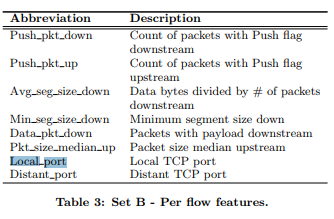 Abbreviation Description
Push_pkt_down Count of packets with Push flag
downstream
Push_pkt_up Count of packets with Push flag
upstream
Avg_seg_size_down Data bytes divided by # of packets
downstream
Min_seg_size_down Minimum segment size down
Data_pkt_down Packets with payload downstream
Pkt_size_median_up Packet size median upstream
Local_port Local TCP port
Distant_port Distant TCP port
Table 3: Set B - Per flow features.